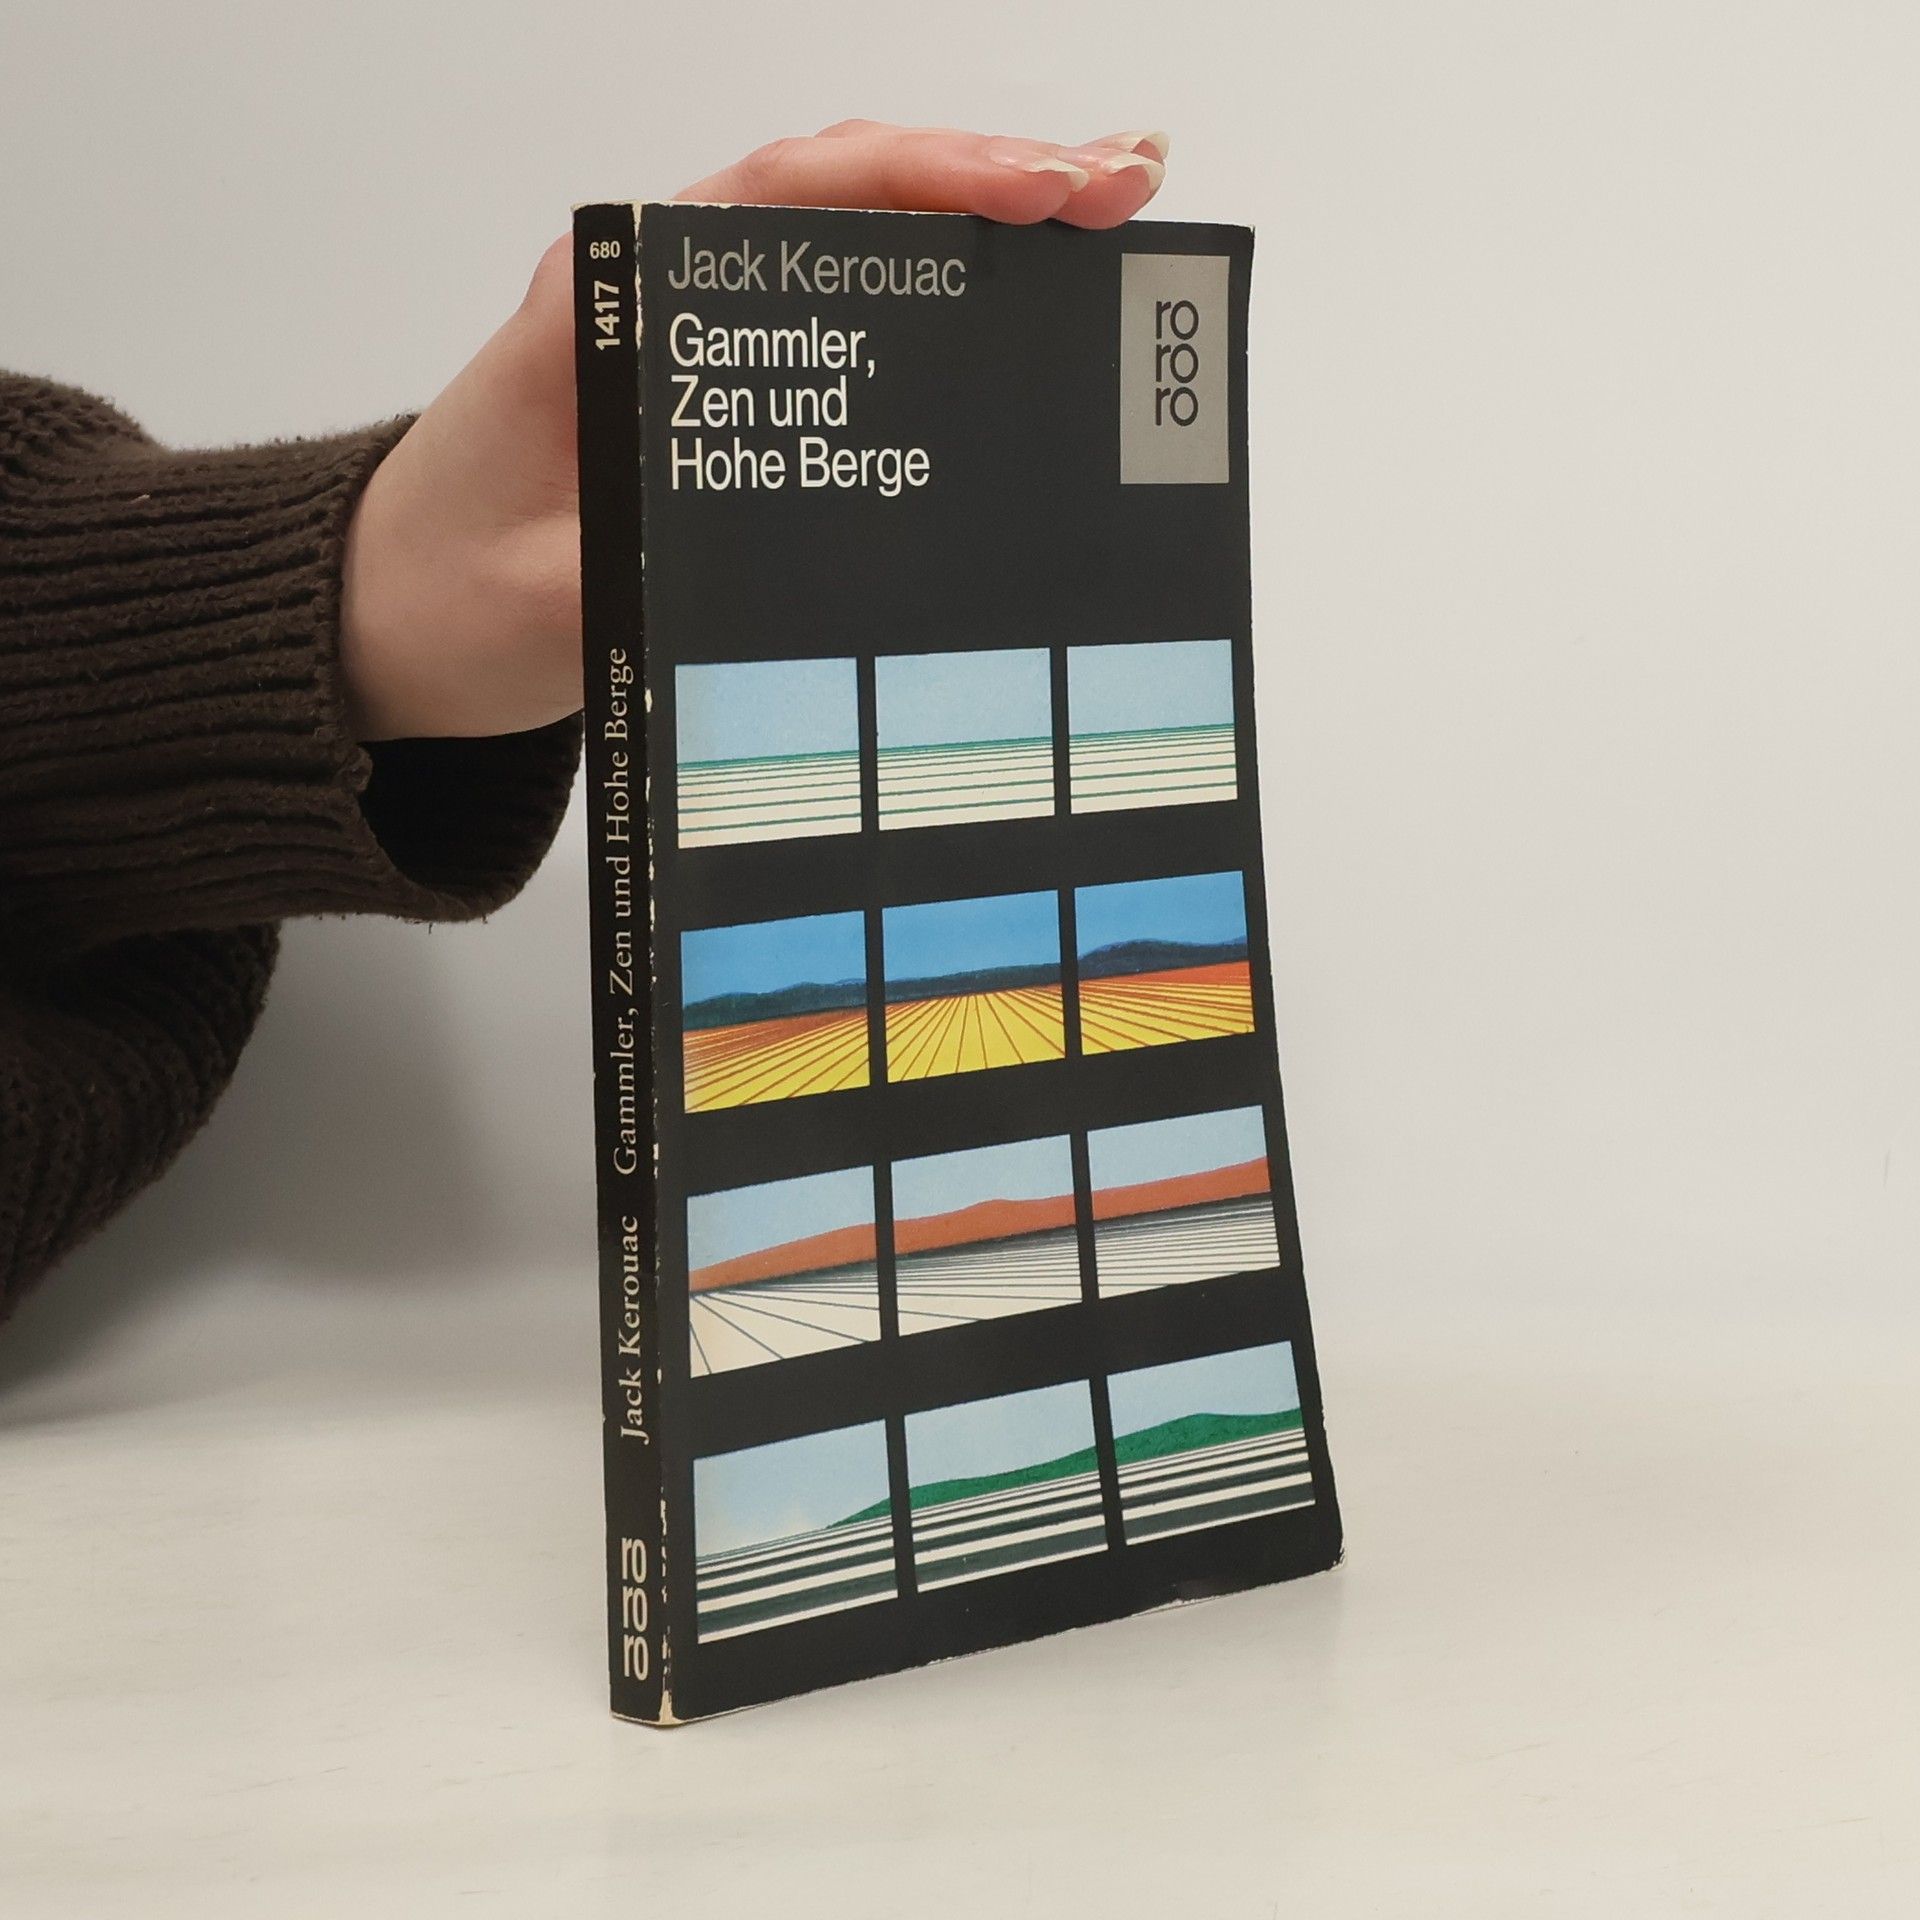 680
1417
Jack Kerouac Gammler, Zen und Hohe Berge
ro
ro
ro
Jack Kerouac
Gammler,
Zen und
Hohe Berge
ro
ro
ro